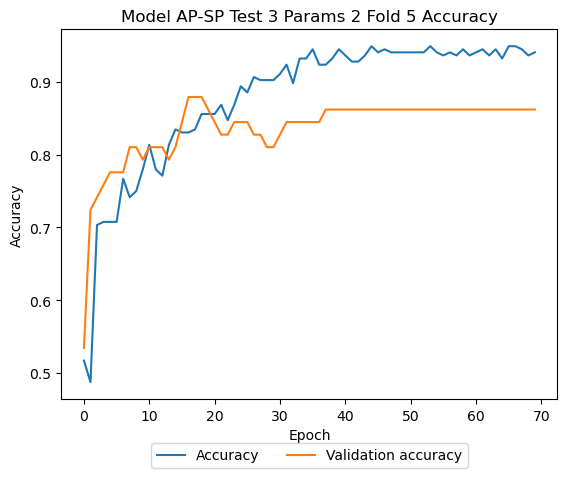 Model AP-SP Test 3 Params 2 Fold 5 Accuracy
Accuracy
0.9
0.8
0.7
0.6
0.5
0 10 20 30 40 50 60 70
Epoch
Accuracy Validation accuracy